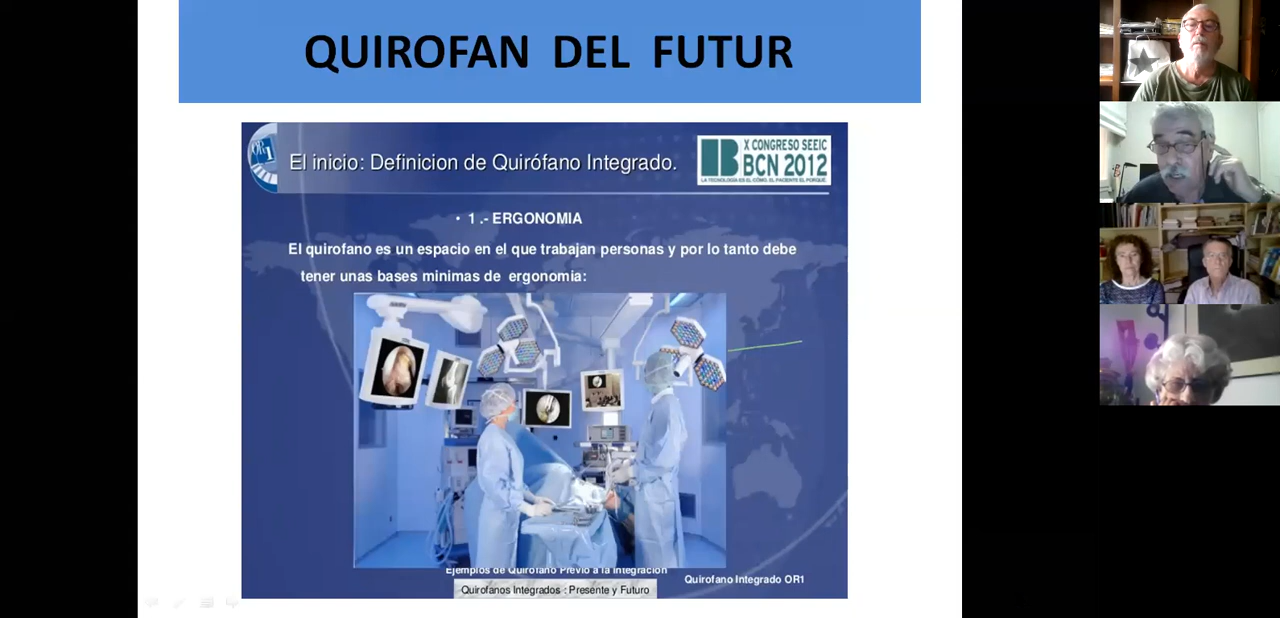 QUIROFAN DEL FUTUR
OR1
El inicio: Definicion de Quirófano Integrado.
X CONGRESO SEEIC
BCN 2012
LA TECNOLOGIA ES EL CÓMO, EL PACIENTE EL PORQUÉ.
• 1 .- ERGONOMIA
El quirofano es un espacio en el que trabajan personas y por lo tanto debe
tener unas bases minimas de ergonomia:
Ejemplos de Quirofano Previo a la Integración
Quirofano Integrado OR1
Quirofanos Integrados : Presente y Futuro